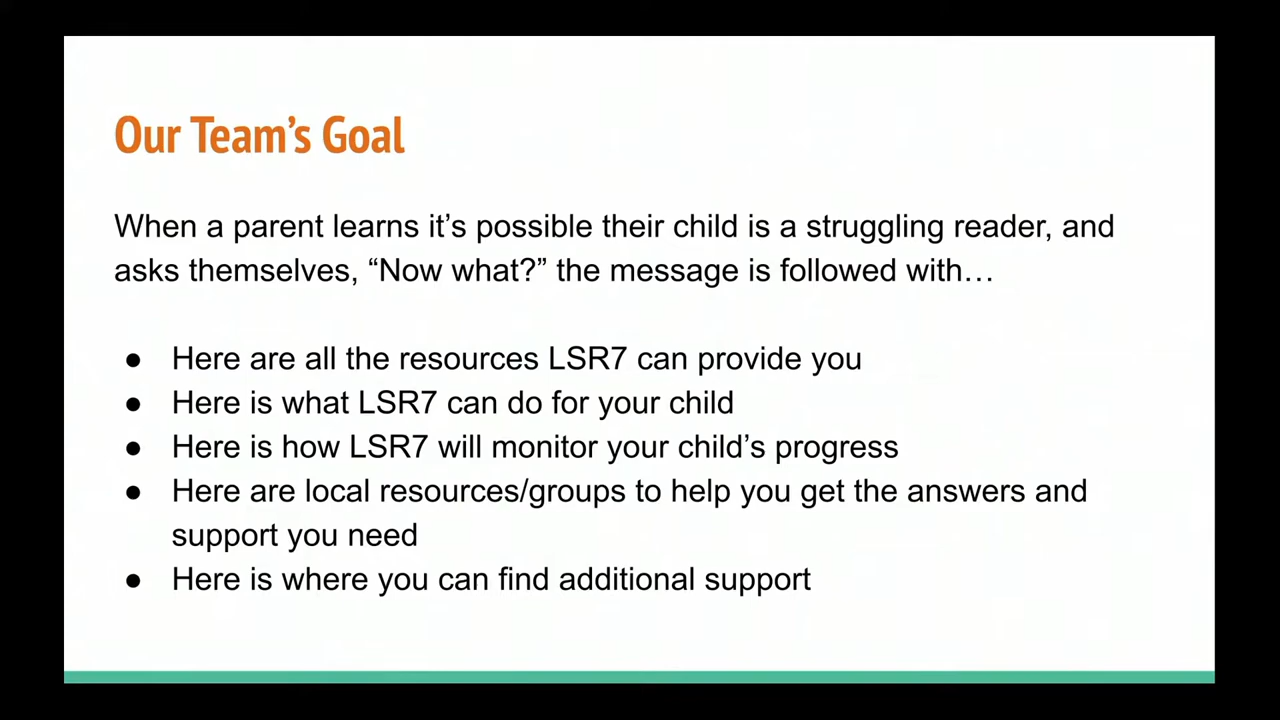 Our Team’s Goal
When a parent learns it’s possible their child is a struggling reader, and
asks themselves, “Now what?” the message is followed with…
● Here are all the resources LSR7 can provide you
● Here is what LSR7 can do for your child
● Here is how LSR7 will monitor your child’s progress
● Here are local resources/groups to help you get the answers and
support you need
● Here is where you can find additional support